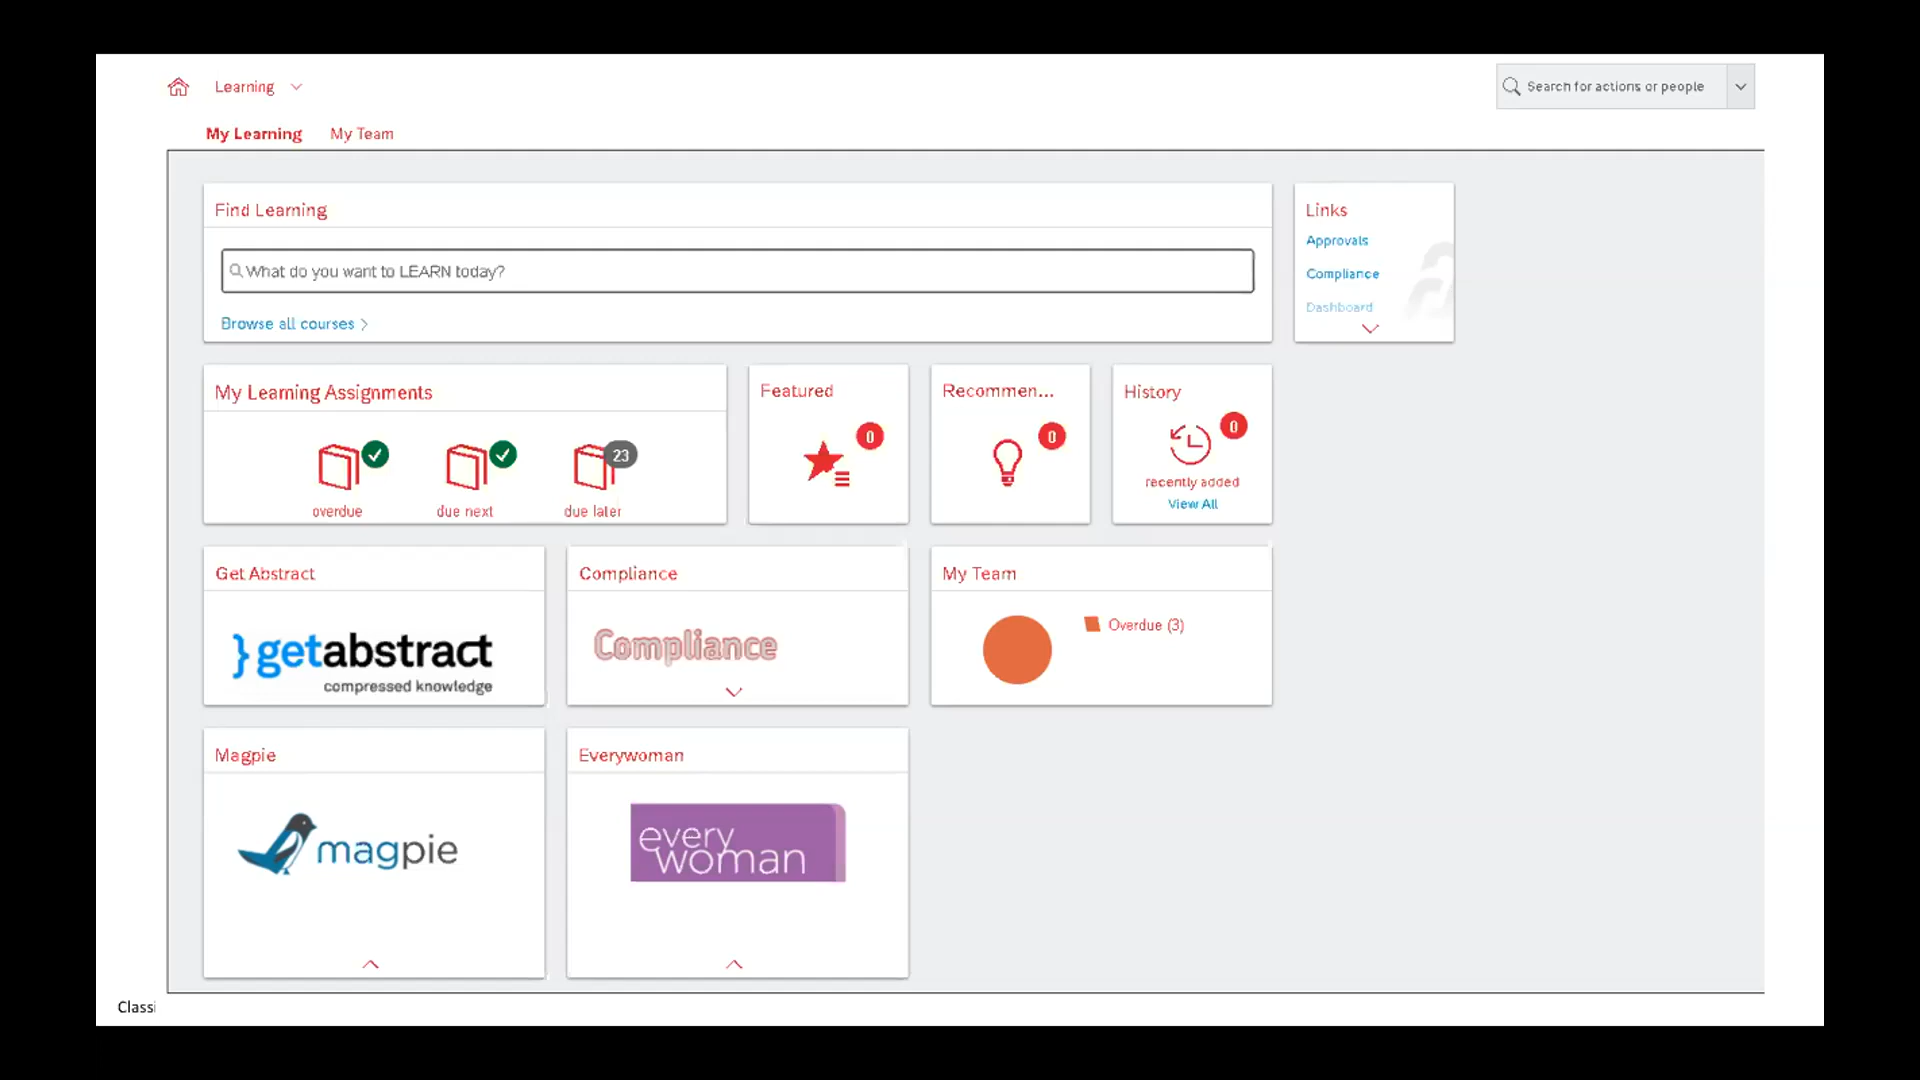 Learning
Search for actions or people
My Learning
My Team
Find Learning
What do you want to LEARN today?
Browse all courses
Links
Approvals
Compliance
Dashboard
My Learning Assignments
overdue
due next
23
due later
Featured
0
Recommen...
0
History
0
recently added
View All
Get Abstract
}getabstract
compressed knowledge
Compliance
Compliance
My Team
Overdue (3)
Magpie
magpie
Everywoman
every
woman
Classi